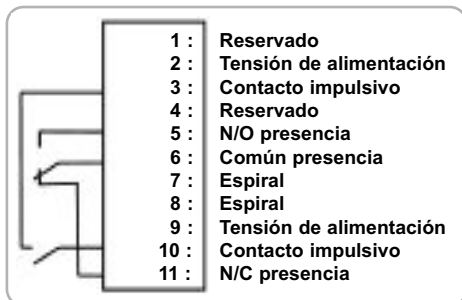 1 : Reservado
2 : Tensión de alimentación
3 : Contacto impulsivo
4 : Reservado
5 : N/O presencia
6 : Común presencia
7 : Espiral
8 : Espiral
9 : Tensión de alimentación
10 : Contacto impulsivo
11 : N/C presencia